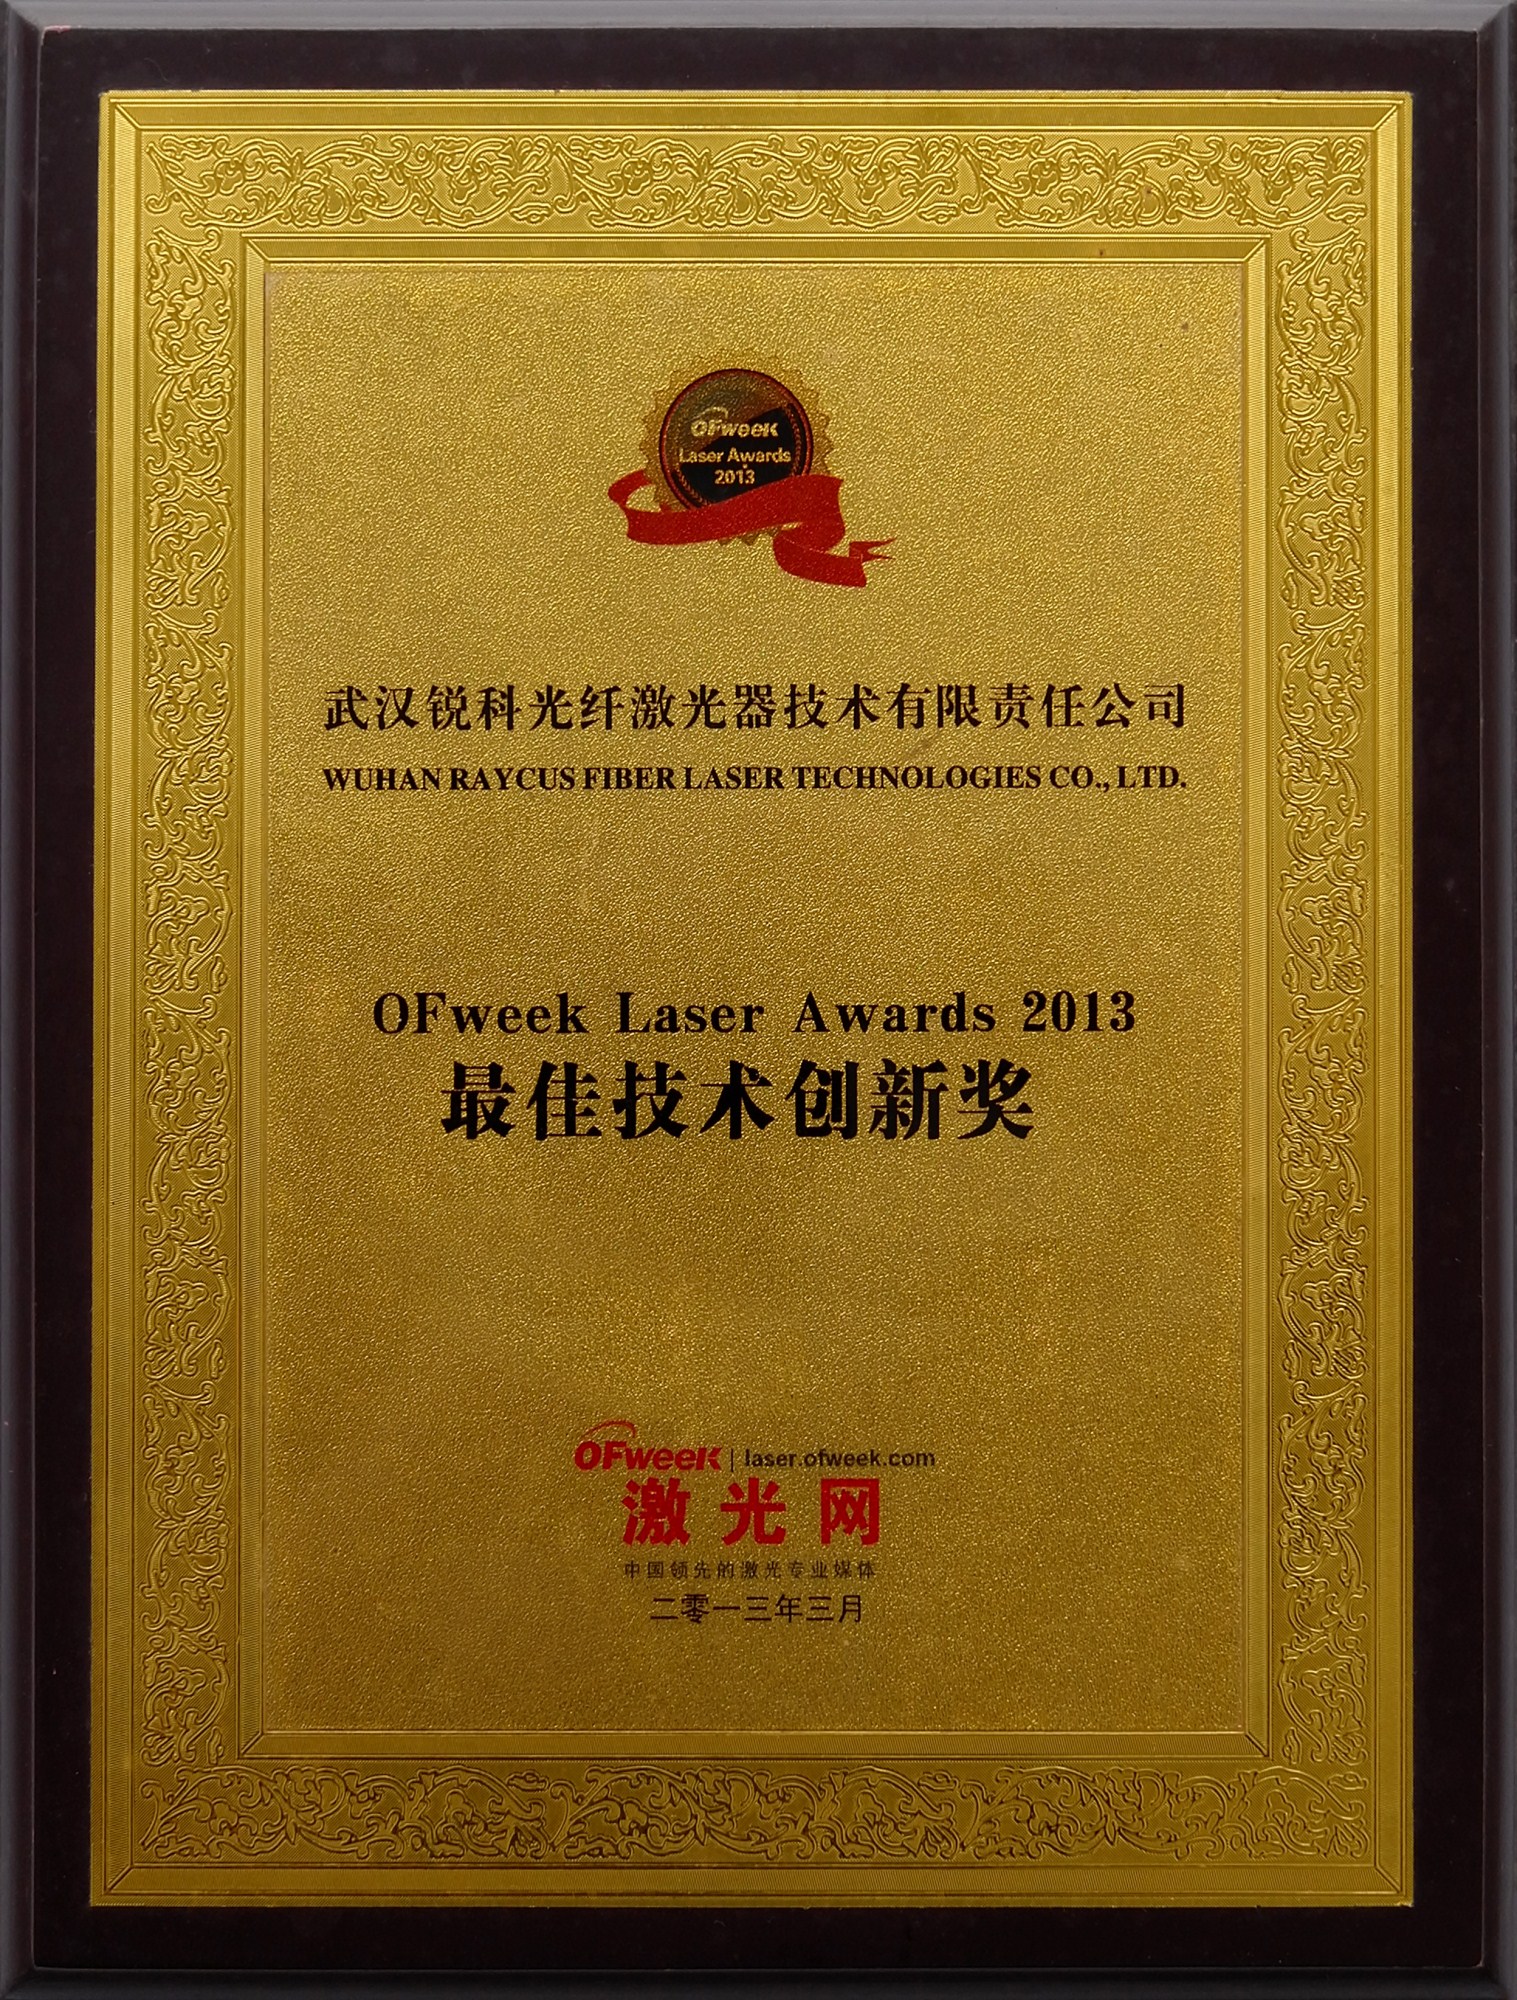 OFweek
Laser Awards
2013
武汉锐科光纤激光器技术有限责任公司
WUHAN RAYCUS FIBER LASER TECHNOLOGIES CO., LTD.
OFweek Laser Awards 2013
最佳技术创新奖
OFweek | laser.ofweek.com
激光网
中国领先的激光专业媒体
二零一三年三月